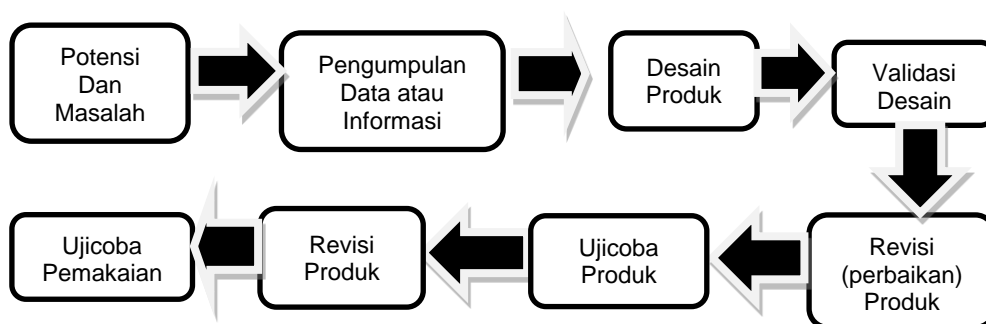 Potensi
Dan
Masalah
Pengumpulan
Data atau
Informasi
Desain
Produk
Validasi
Desain
Revisi
(perbaikan)
Produk
Ujicoba
Produk
Revisi
Produk
Ujicoba
Pemakaian